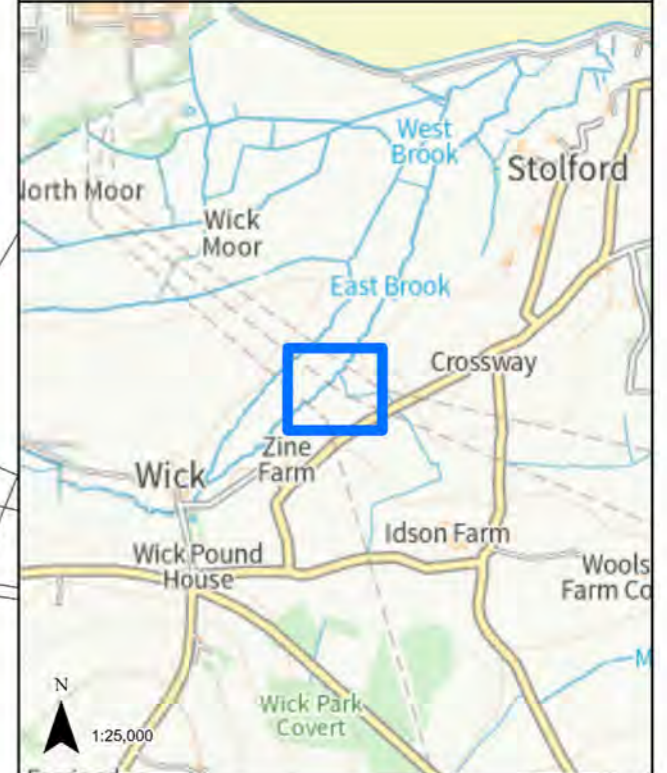 West
Brook
Stolford
North Moor
Wick
Moor
East Brook
Crossway
Zine
Farm
Wick
Idson Farm
Wick Pound
House
Wools
Farm Co
N
1:25,000
Wick Park
Covert
M